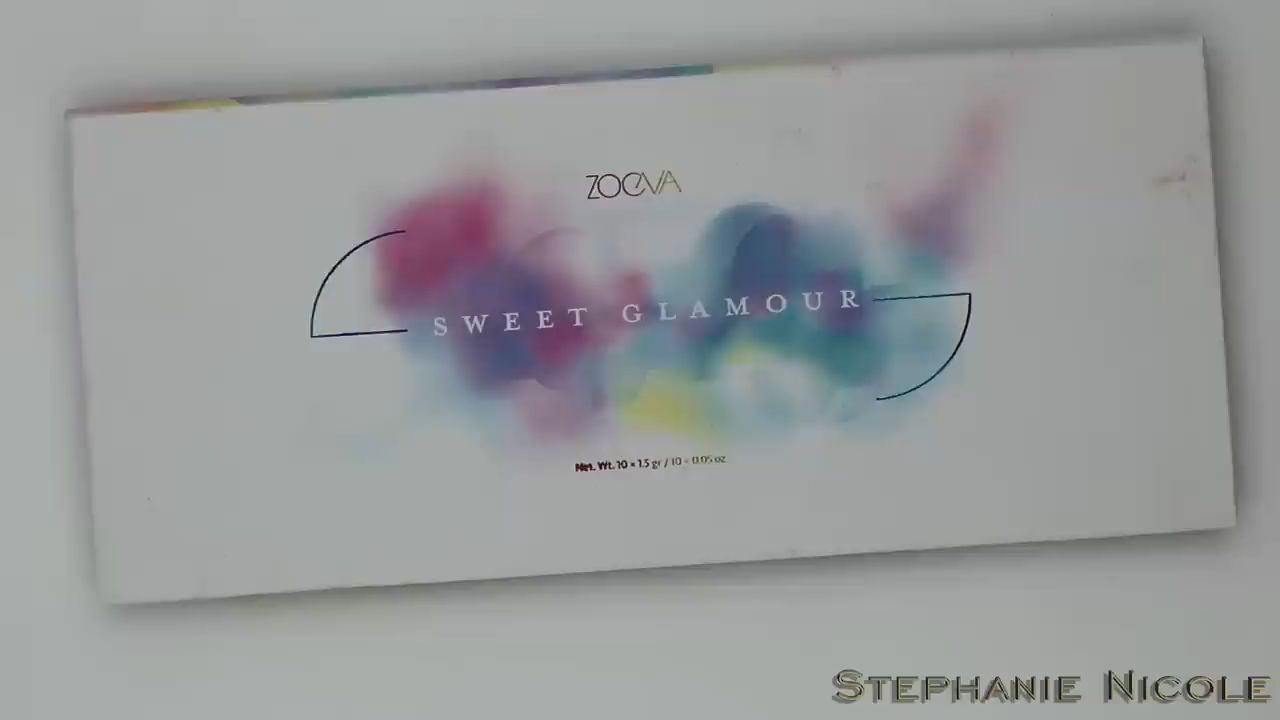 ZOEVA
SWEET GLAMOUR
Net. Wt. 10 × 1.5 gr / 10 × 0.05 oz
STEPHANIE NICOLE